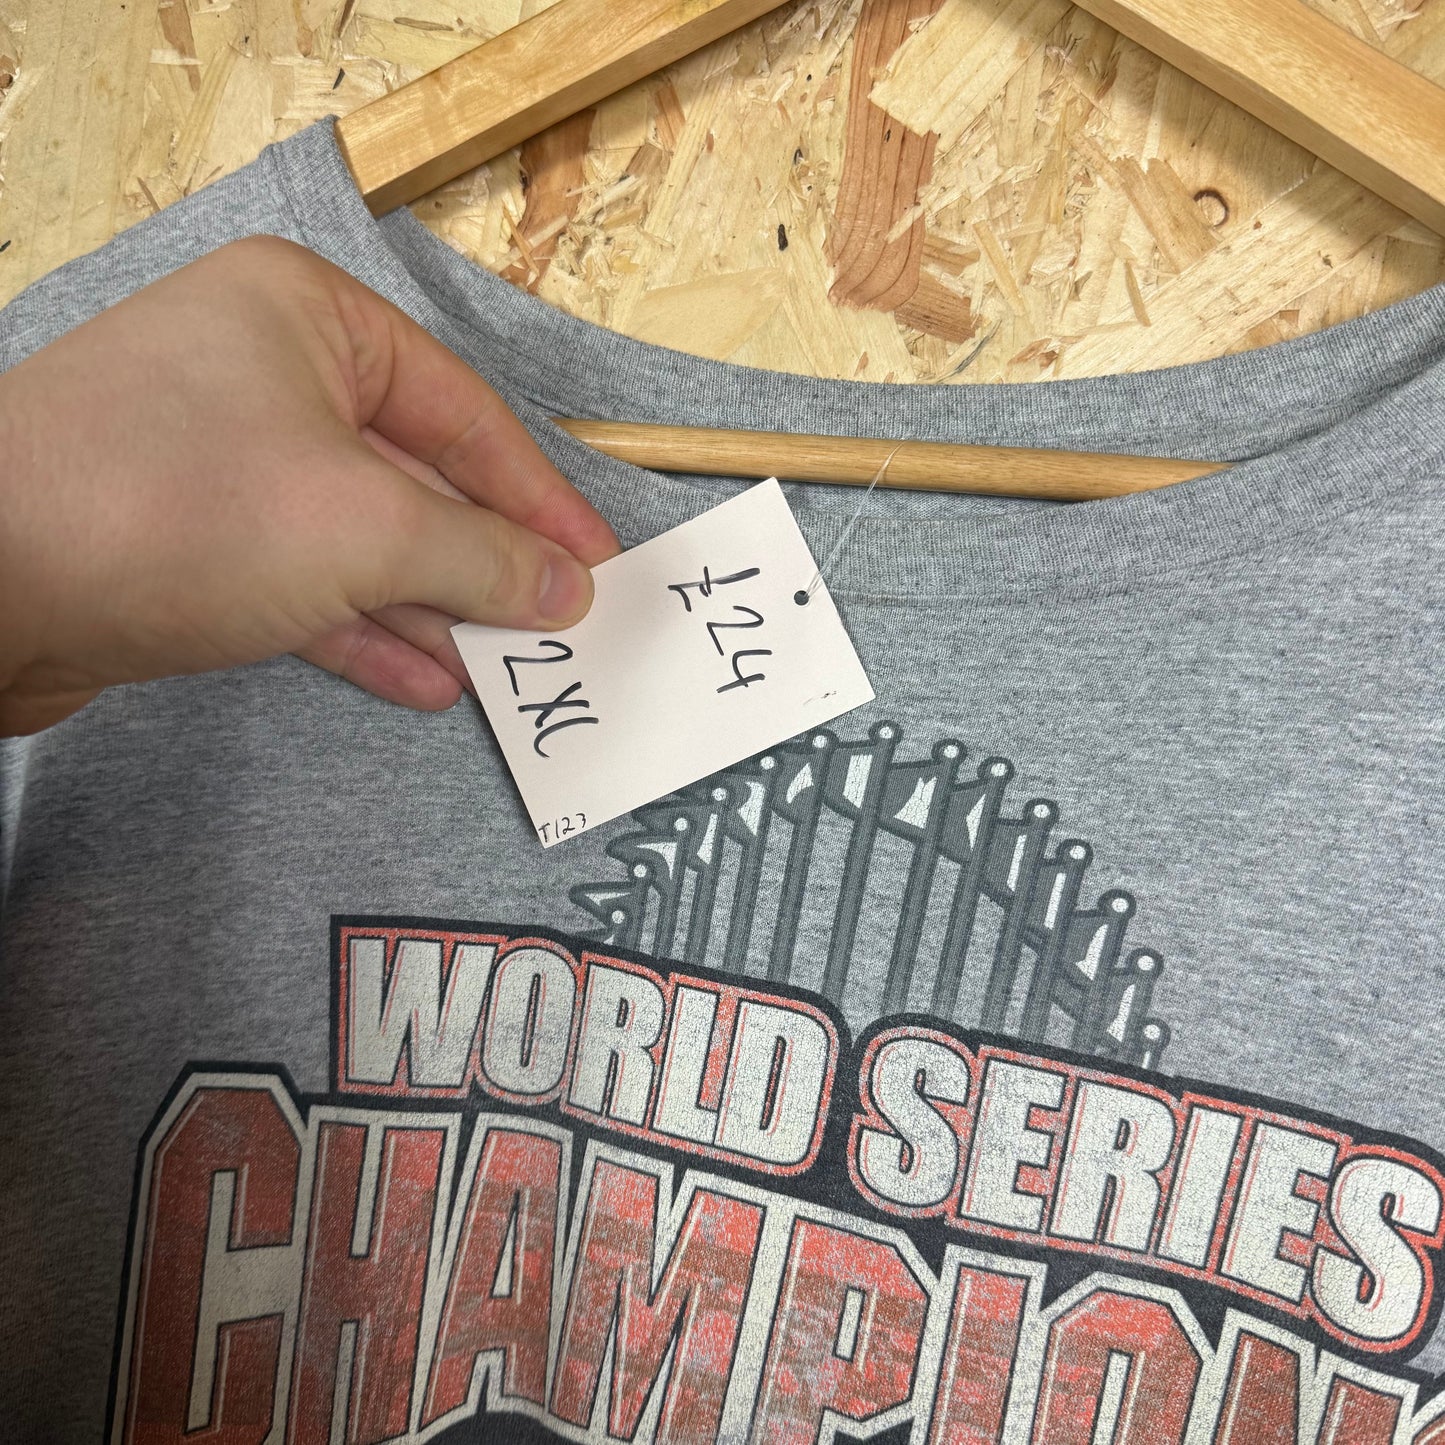 £24
2XL
T123
WORLD SERIES
CHAMPIONS